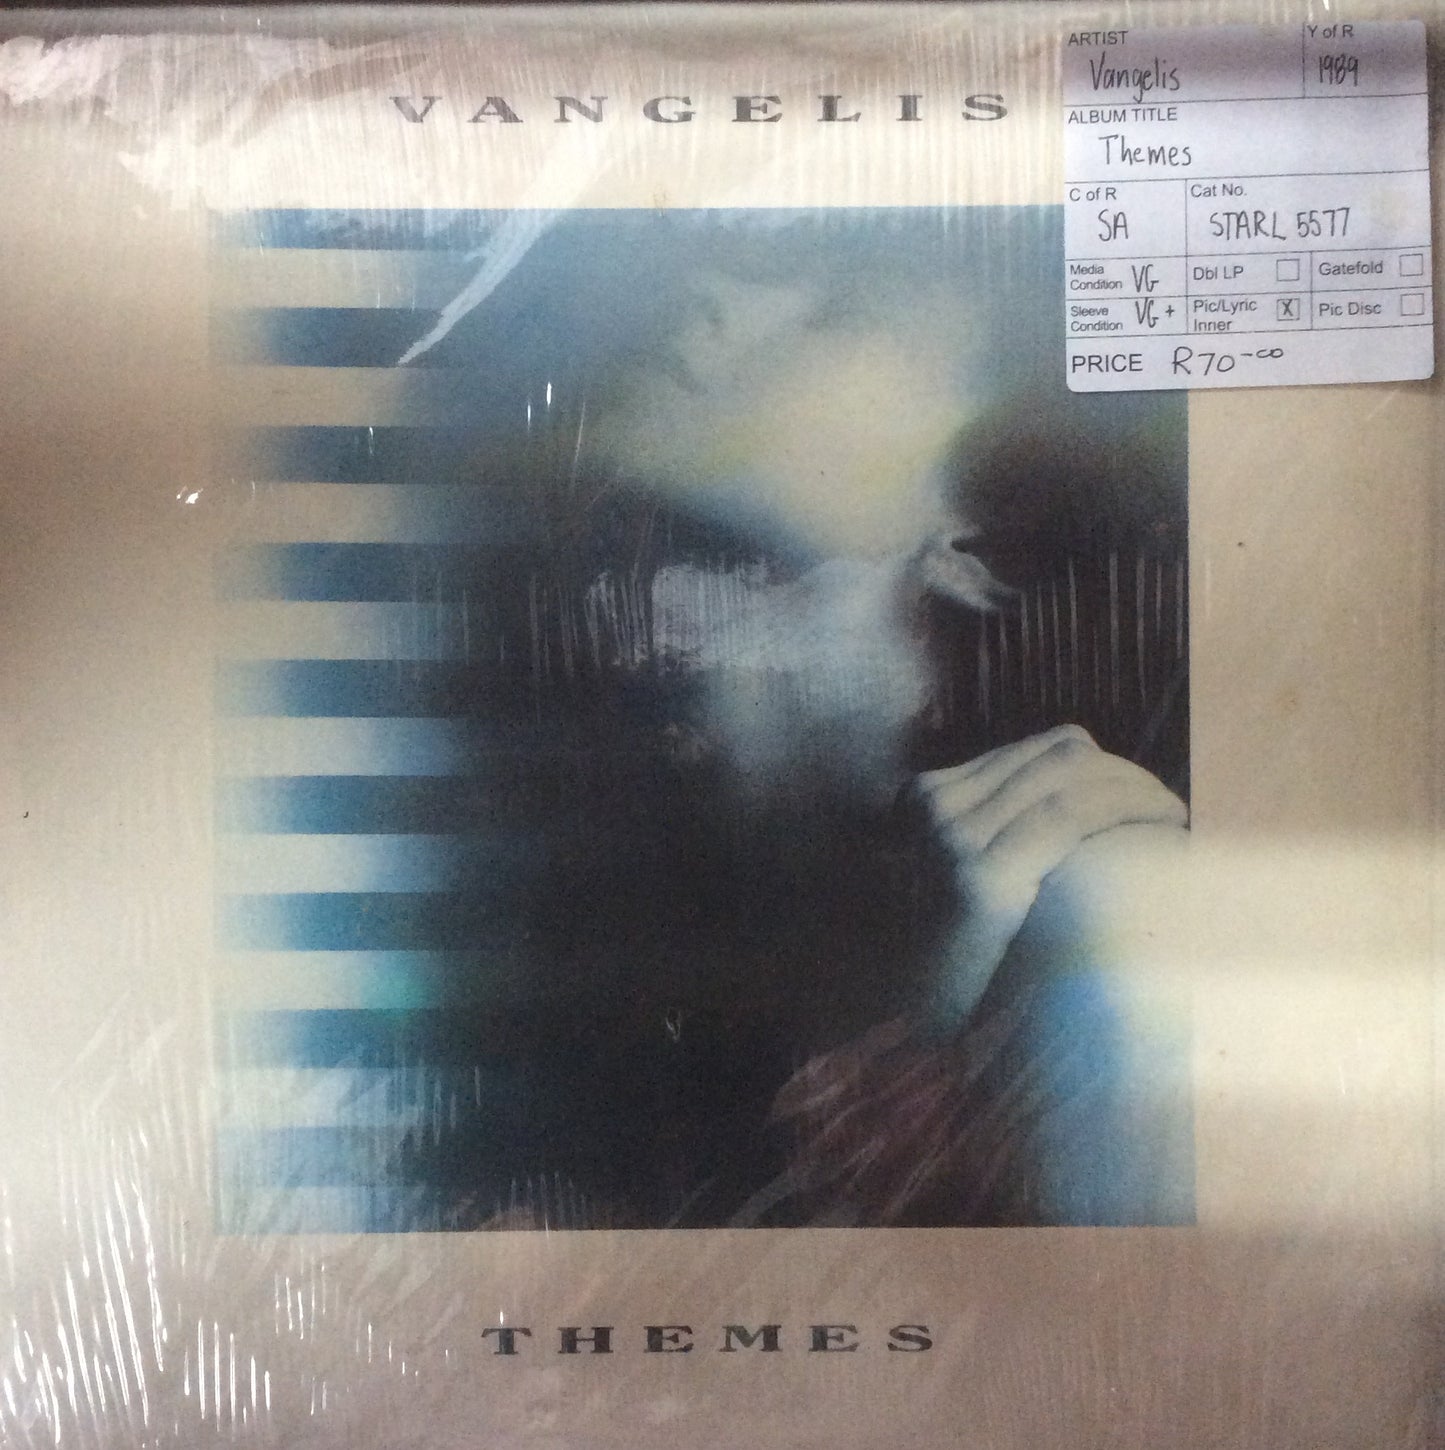 VANGELIS
ARTIST Y of R
Vangelis 1989
ALBUM TITLE
Themes
C of R Cat No.
SA STARL 5577
Media Condition VG Dbl LP Gatefold
Sleeve Condition VG + Pic/Lyric Inner X Pic Disc
PRICE R70-00
THEMES